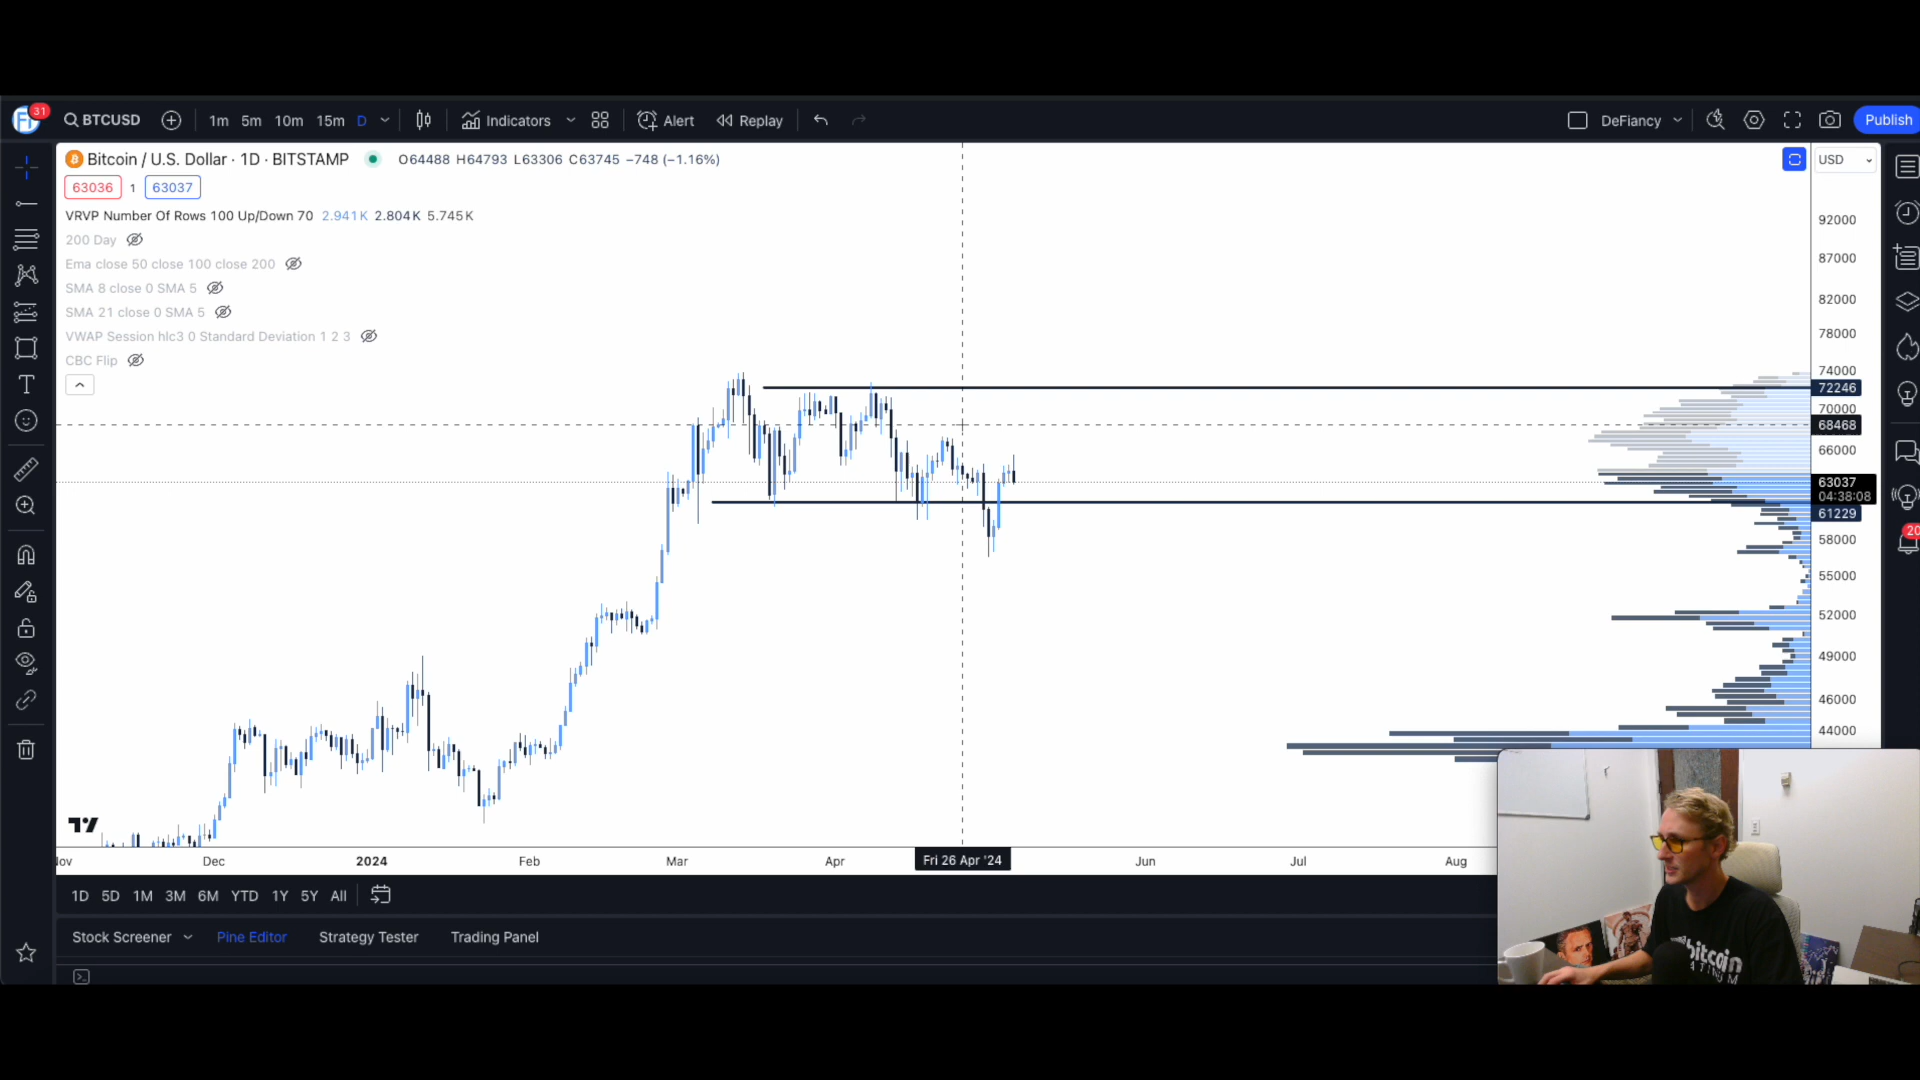 31
BTCUSD 1m 5m 10m 15m D Indicators Alert Replay DeFiancy Publish
Bitcoin / U.S. Dollar · 1D · BITSTAMP O64488 H64793 L63306 C63745 −748 (−1.16%) USD
63036 1 63037
VRVP Number Of Rows 100 Up/Down 70 2.941K 2.804K 5.745K
200 Day
Ema close 50 close 100 close 200
SMA 8 close 0 SMA 5
SMA 21 close 0 SMA 5
VWAP Session hlc3 0 Standard Deviation 1 2 3
CBC Flip
92000
87000
82000
78000
74000
72246
70000
68468
66000
63037
04:38:08
61229
58000
55000
52000
49000
46000
44000
20
Nov Dec 2024 Feb Mar Apr Fri 26 Apr '24 Jun Jul Aug
1D 5D 1M 3M 6M YTD 1Y 5Y All
Stock Screener Pine Editor Strategy Tester Trading Panel
bitcoin